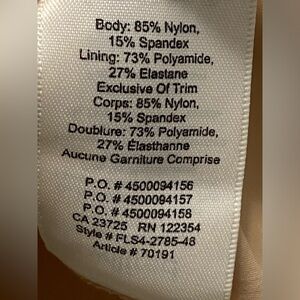 Body: 85% Nylon,
15% Spandex
Lining: 73% Polyamide,
27% Elastane
Exclusive Of Trim
Corps: 85% Nylon,
15% Spandex
Doublure: 73% Polyamide,
27% Élasthanne
Aucune Garniture Comprise
P.O. # 4500094156
P.O. # 4500094157
P.O. # 4500094158
CA 23725 RN 122354
Style # FLS4-2785-48
Article # 70191